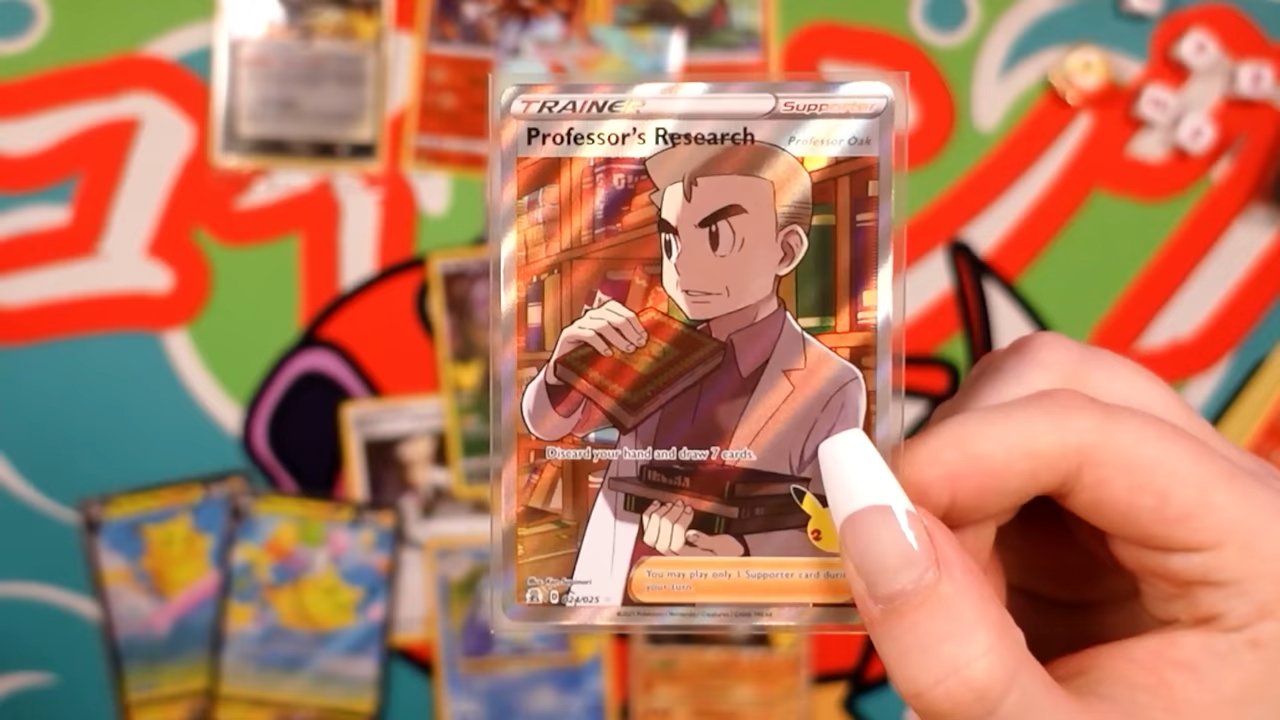 TRAINER
Supporter
Professor's Research
Professor Oak
Discard your hand and draw 7 cards.
You may play only 1 Supporter card duri
your turn.
024/025